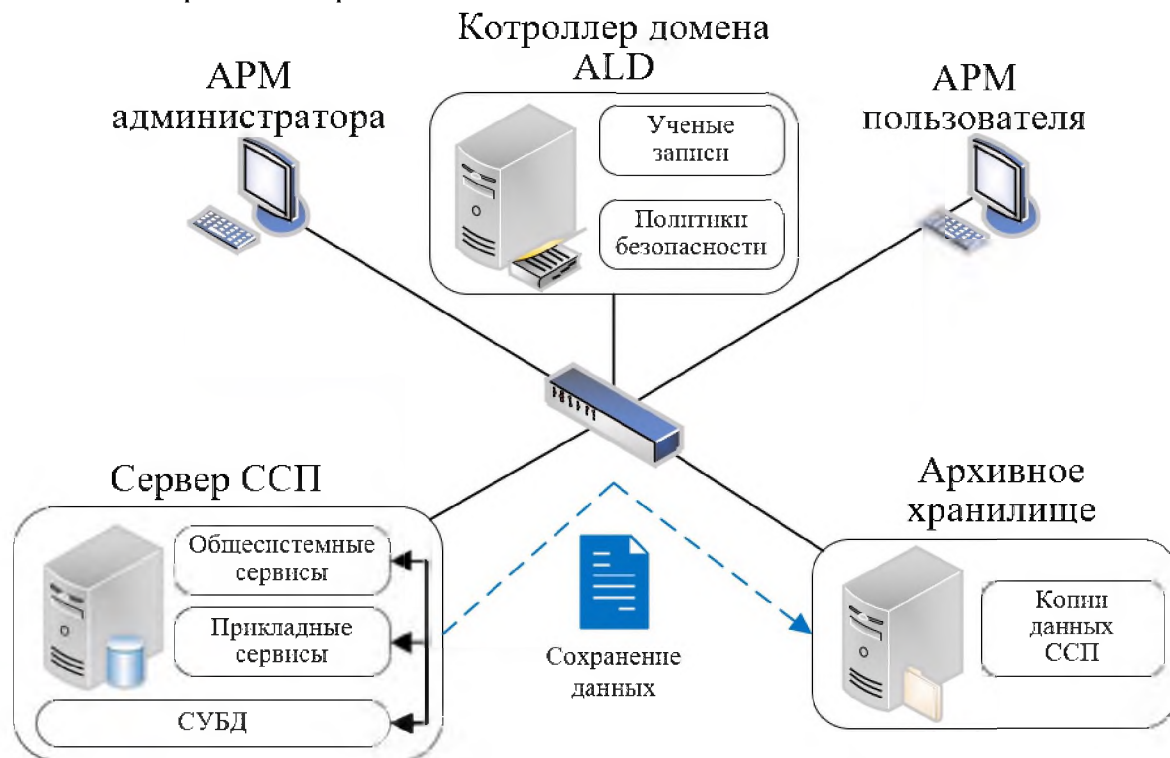 Котроллер домена
ALD
АРМ
администратора
АРМ
пользователя
Ученые
записи
Политики
безопасности
Сервер ССП
Общесистемные
сервисы
Прикладные
сервисы
СУБД
Сохранение
данных
Архивное
хранилище
Копии
данных
ССП